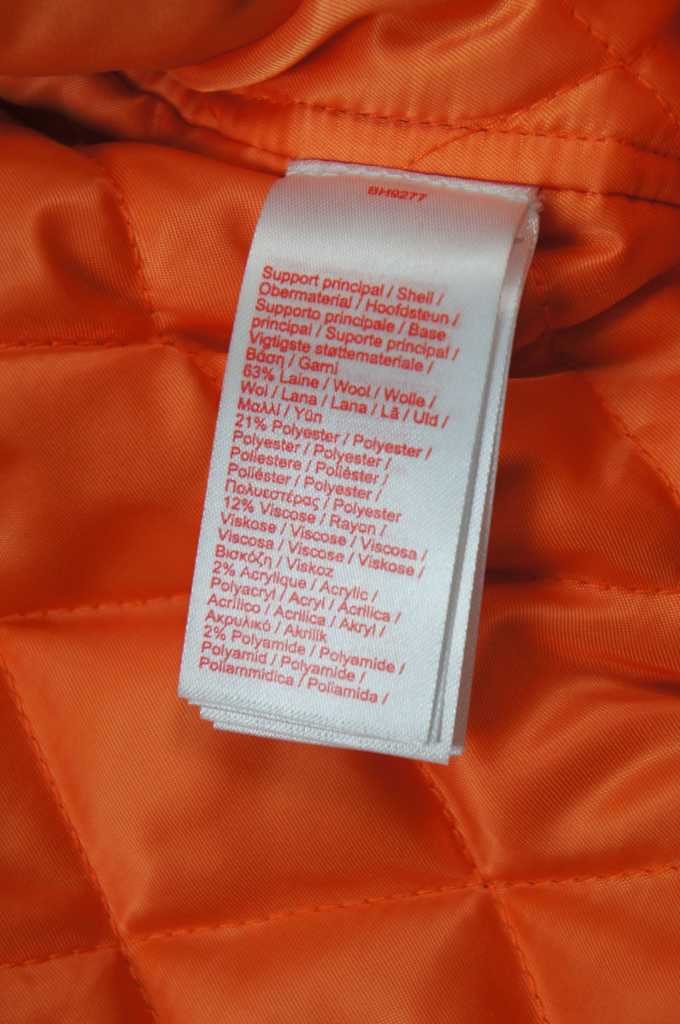 BH9277
Support principal / Shell /
Obermaterial / Hoofdsteun /
Supporto principale / Base
principal / Suporte principal /
Vigtigste støttemateriale /
Βάση / Garni
63% Laine / Wool / Wolle /
Wol / Lana / Lana / Lã / Uld /
Μαλλί / Yün
21% Polyester / Polyester /
Polyester / Polyester /
Poliestere / Poliéster /
Poliéster / Polyester /
Πολυεστέρας / Polyester
12% Viscose / Rayon /
Viskose / Viscose / Viscosa /
Viscosa / Viscose / Viskose /
Βισκόζη / Viskoz
2% Acrylique / Acrylic /
Polyacryl / Acryl / Acrilica /
Acrílico / Acrílica / Akryl /
Ακρυλικό / Akrilik
2% Polyamide / Polyamide /
Polyamid / Polyamide /
Poliammidica / Poliamida /